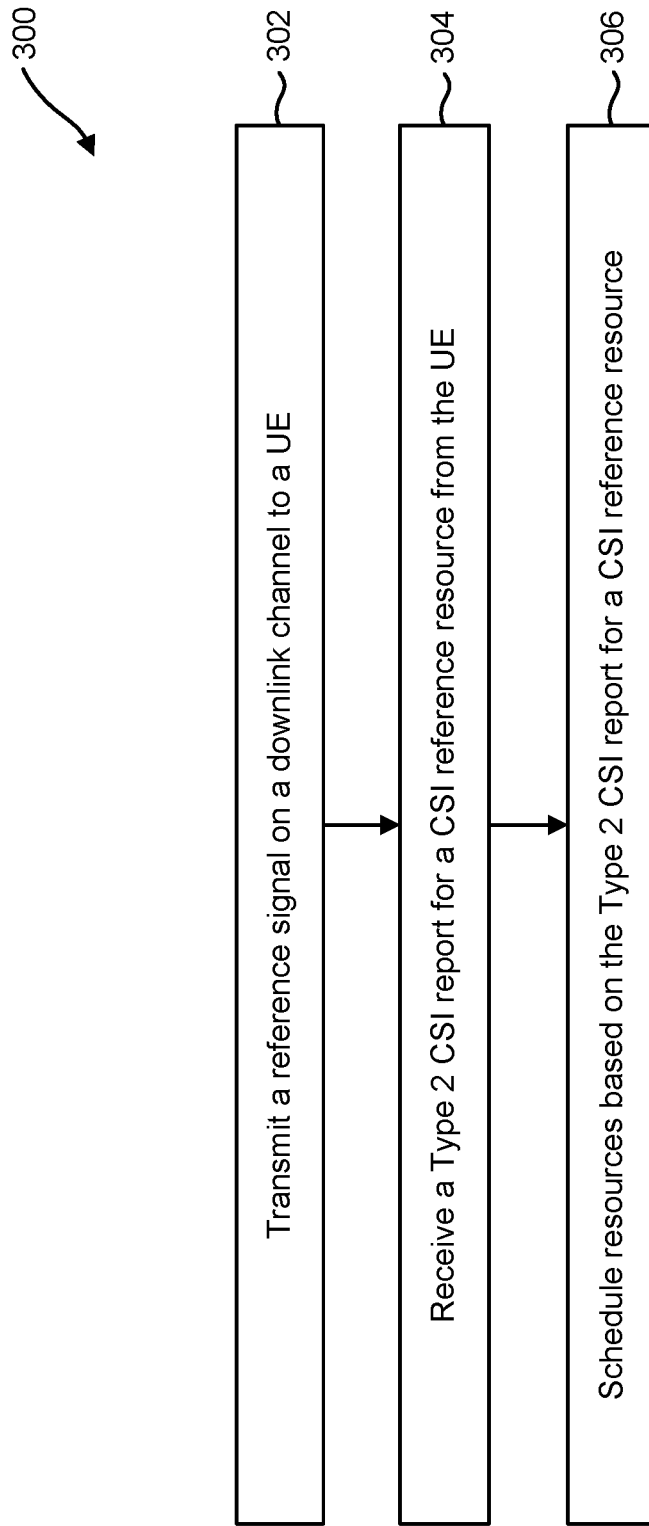 300
Transmit a reference signal on a downlink channel to a UE
302
Receive a Type 2 CSI report for a CSI reference resource from the UE
304
Schedule resources based on the Type 2 CSI report for a CSI reference resource
306